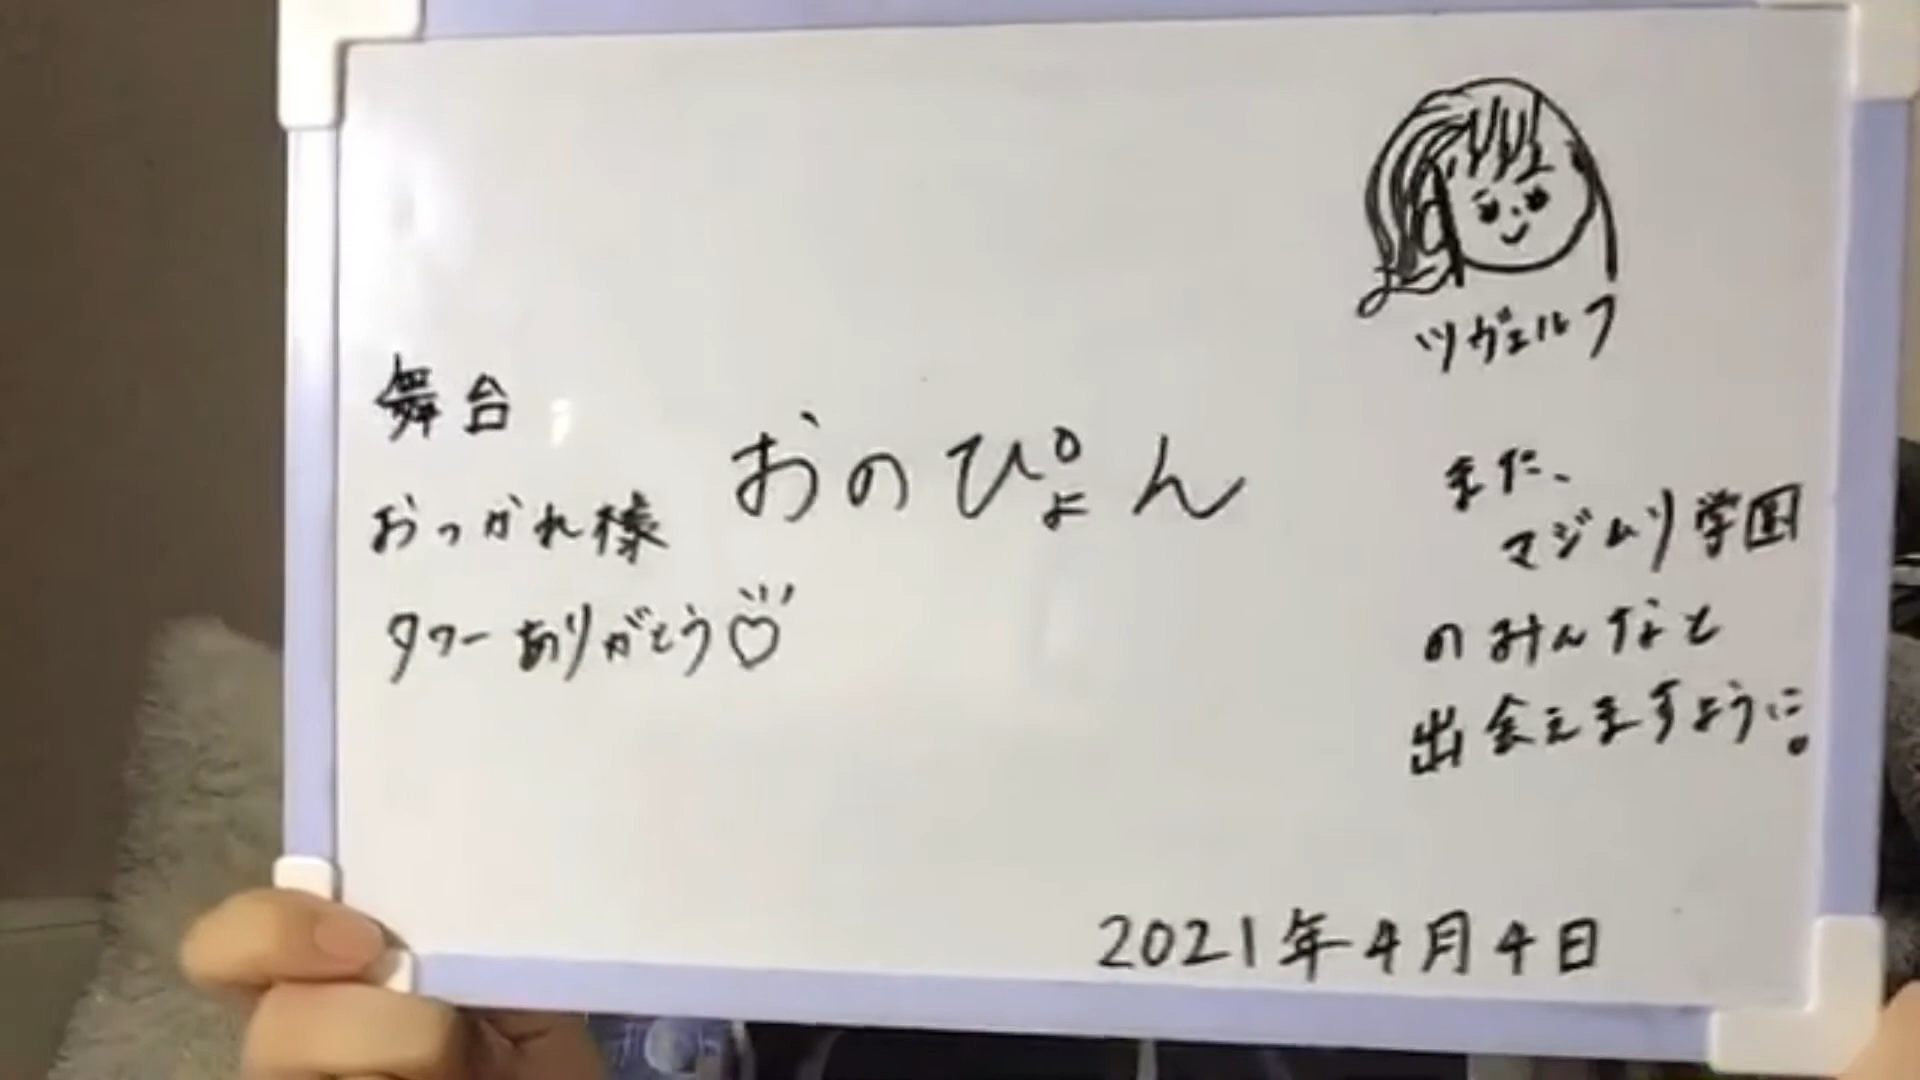 舞台
おっかれ様
タワーありがとう
おのぴょん
ツヴェルフ
また、
マジムリ学園
のみんなと
出会えますように。
2021年4月4日